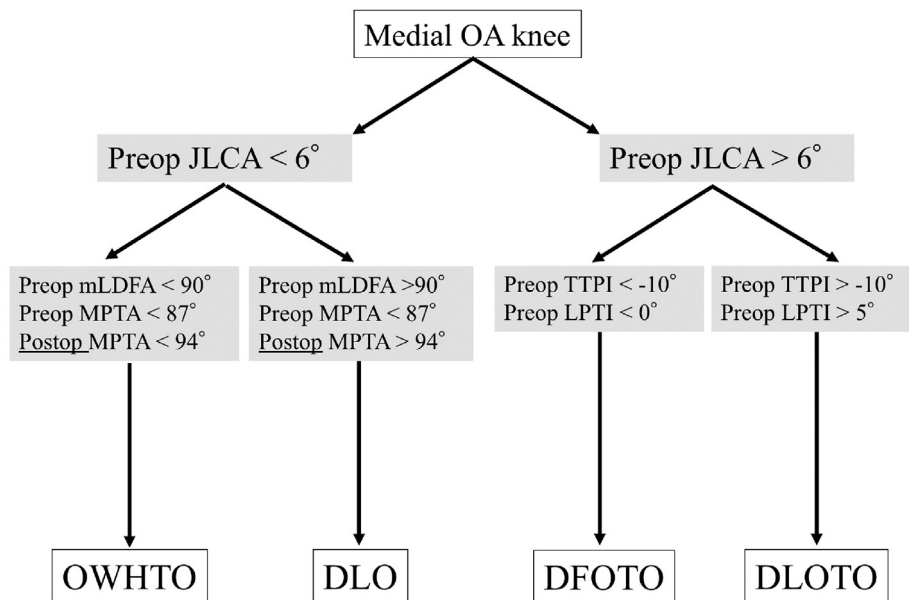 Medial OA knee
Preop JLCA < 6°
Preop JLCA > 6°
Preop mLDFA < 90°
Preop MPTA < 87°
Postop MPTA < 94°
Preop mLDFA >90°
Preop MPTA < 87°
Postop MPTA > 94°
Preop TTPI < -10°
Preop LPTI < 0°
Preop TTPI > -10°
Preop LPTI > 5°
OWHTO
DLO
DFOTO
DLOTO